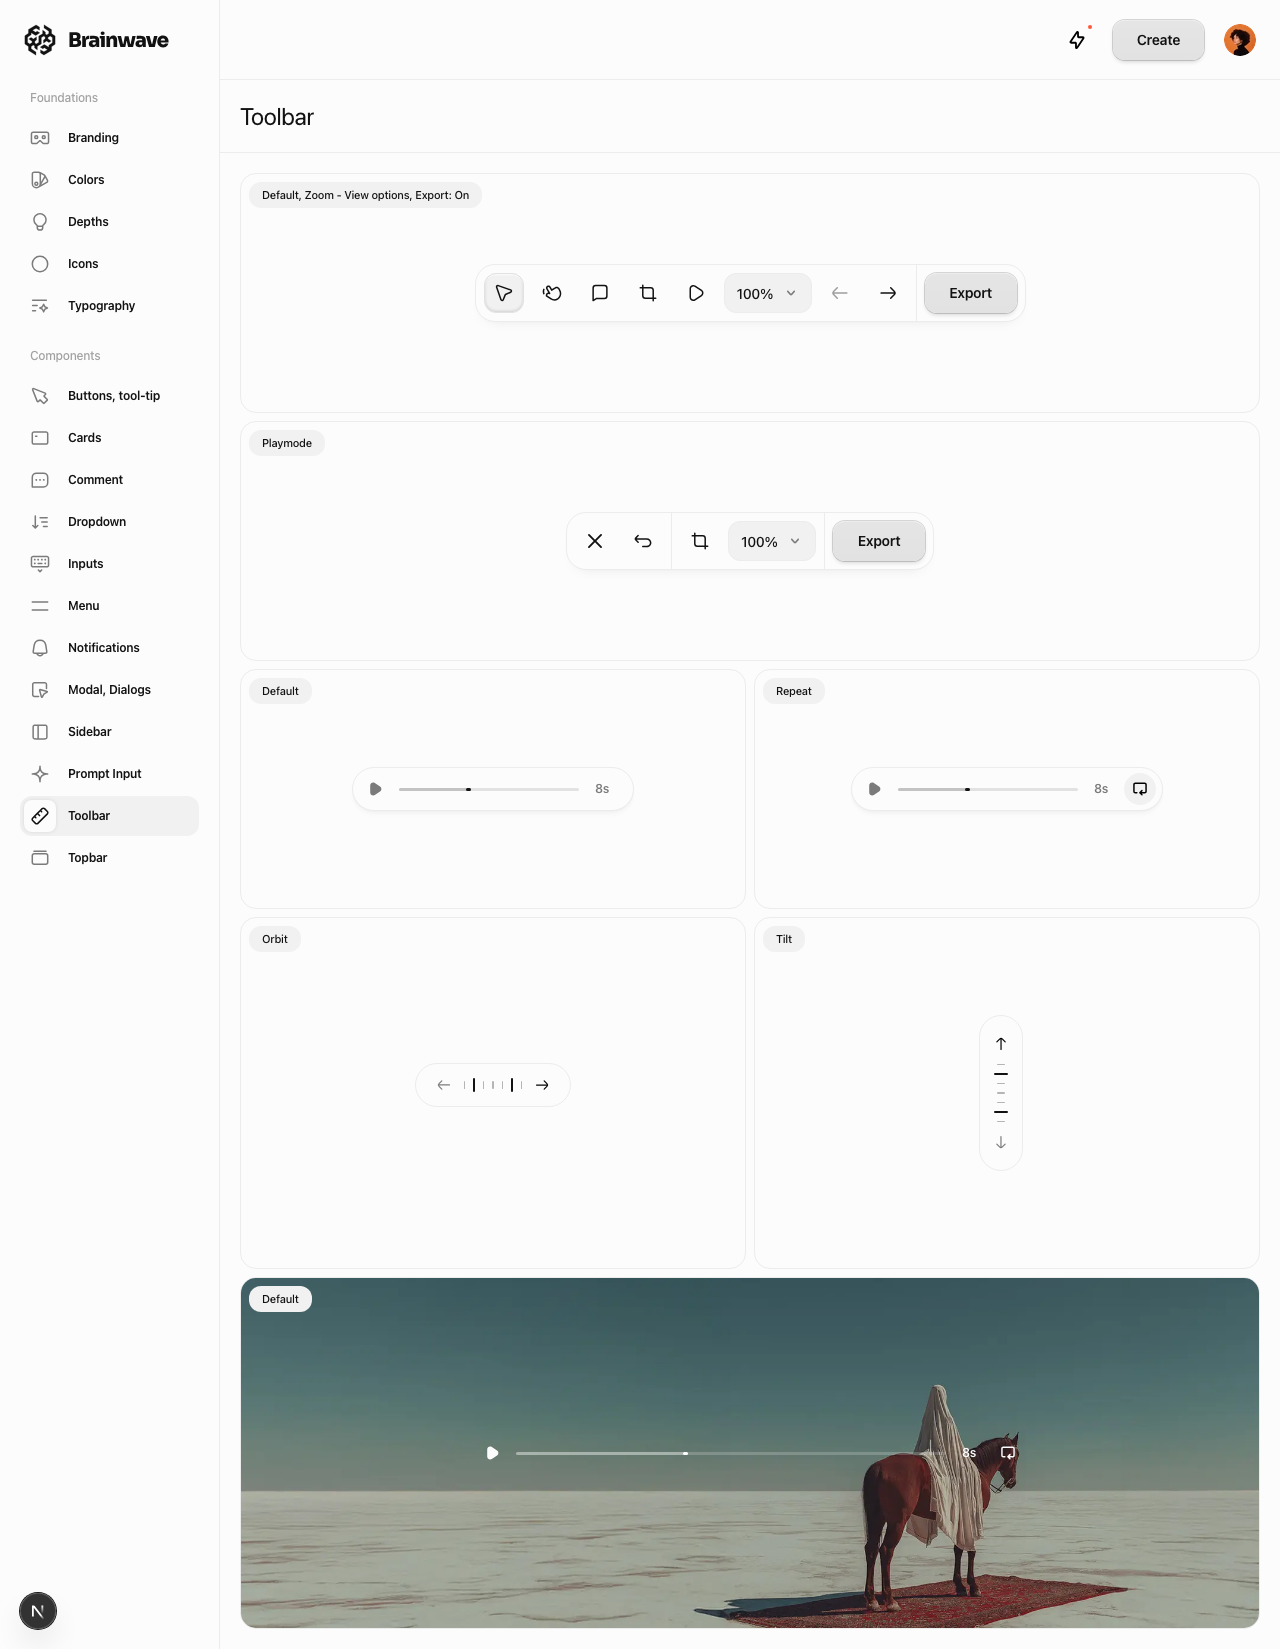 Brainwave
Create
Foundations
Branding
Colors
Depths
Icons
Typography
Components
Buttons, tool-tip
Cards
Comment
Dropdown
Inputs
Menu
Notifications
Modal, Dialogs
Sidebar
Prompt Input
Toolbar
Topbar
N
Toolbar
Default, Zoom - View options, Export: On
100%
Export
Playmode
100%
Export
Default
8s
Repeat
8s
Orbit
Tilt
Default
8s